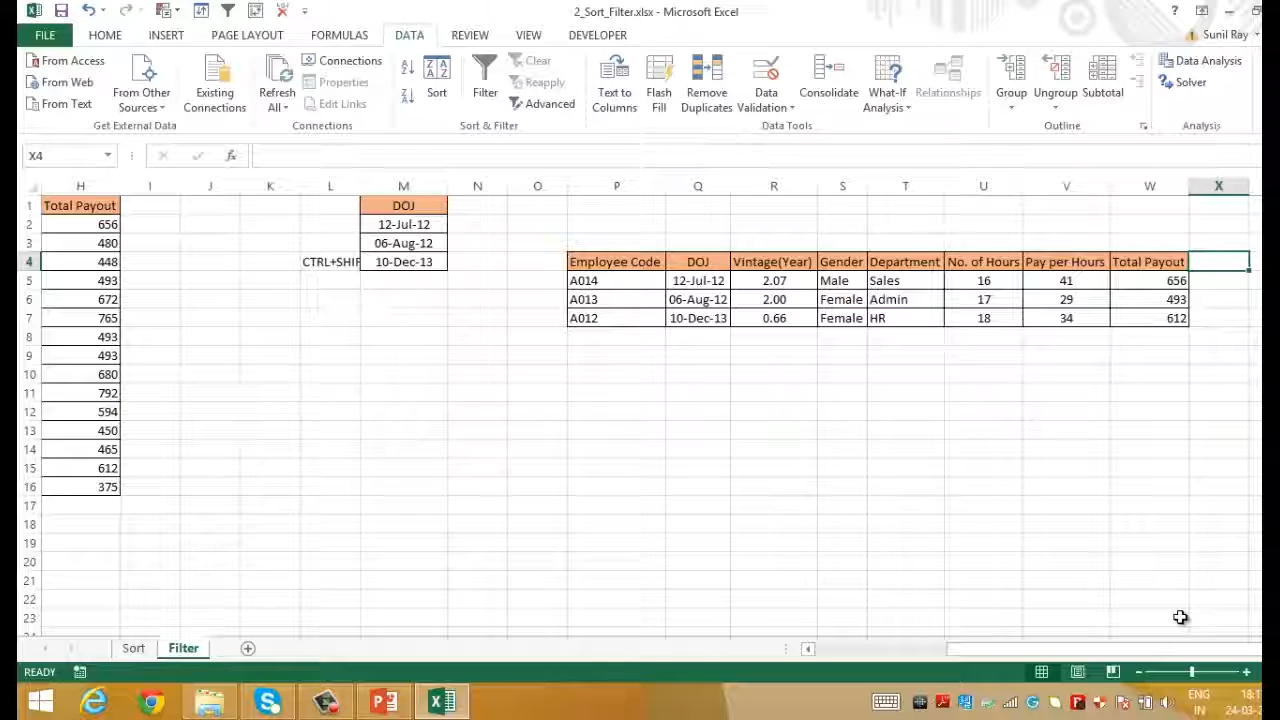 2_Sort_Filter.xlsx - Microsoft Excel
FILE HOME INSERT PAGE LAYOUT FORMULAS DATA REVIEW VIEW DEVELOPER Sunil Ray
From Access
From Web
From Text
From Other Sources
Existing Connections
Get External Data
Refresh All
Connections
Properties
Edit Links
Connections
Sort
Filter
Clear
Reapply
Advanced
Sort & Filter
Text to Columns
Flash Fill
Remove Duplicates
Data Validation
Consolidate
What-If Analysis
Relationships
Data Tools
Group
Ungroup
Subtotal
Outline
Data Analysis
Solver
Analysis
X4 fx
H I J K L M N O P Q R S T U V W X
1 Total Payout DOJ
2 656 12-Jul-12
3 480 06-Aug-12
4 448 CTRL+SHIF 10-Dec-13 Employee Code DOJ Vintage(Year) Gender Department No. of Hours Pay per Hours Total Payout
5 493 A014 12-Jul-12 2.07 Male Sales 16 41 656
6 672 A013 06-Aug-12 2.00 Female Admin 17 29 493
7 765 A012 10-Dec-13 0.66 Female HR 18 34 612
8 493
9 493
10 680
11 792
12 594
13 450
14 465
15 612
16 375
17
18
19
20
21
22
23
Sort Filter
READY
ENG
IN